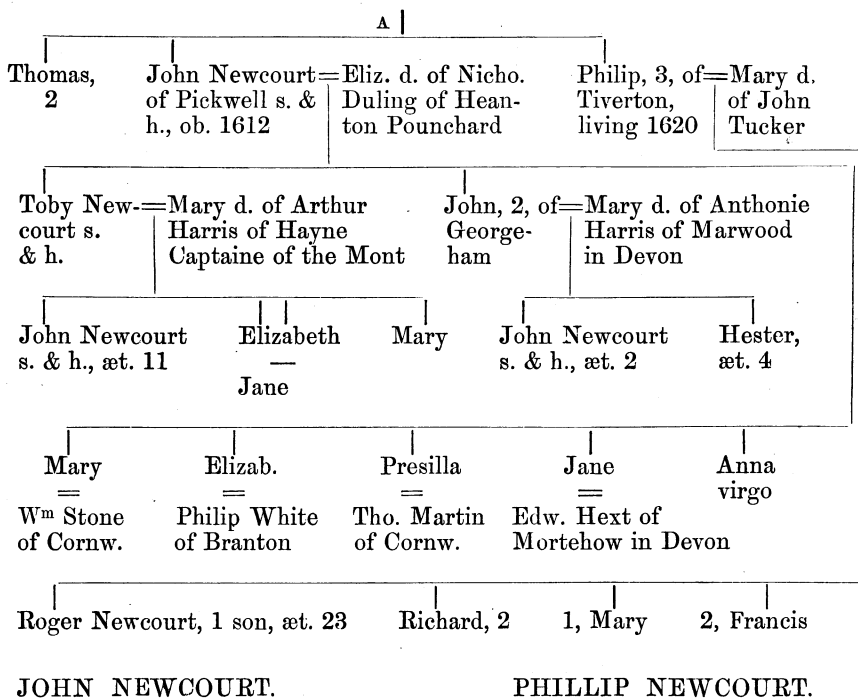 A
Thomas,
2
John Newcourt = Eliz. d. of Nicho.
of Pickwell s. & Duling of Hean-
h., ob. 1612 ton Pounchard
Philip, 3, of = Mary d.
Tiverton, of John
living 1620 Tucker
Toby New- = Mary d. of Arthur
court s. Harris of Hayne
& h. Captaine of the Mont
John, 2, of = Mary d. of Anthonie
George- Harris of Marwood
ham in Devon
John Newcourt
s. & h., æt. 11
Elizabeth
—
Jane
Mary
John Newcourt
s. & h., æt. 2
Hester,
æt. 4
Mary
=
Wm Stone
of Cornw.
Elizab.
=
Philip White
of Branton
Presilla
=
Tho. Martin
of Cornw.
Jane
=
Edw. Hext of
Mortehow in Devon
Anna
virgo
Roger Newcourt, 1 son, æt. 23 Richard, 2 1, Mary 2, Francis
JOHN NEWCOURT. PHILLIP NEWCOURT.